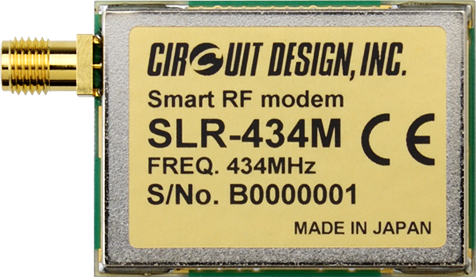 CIRCUIT DESIGN, INC.
Smart RF modem
SLR-434M
CE
FREQ. 434MHz
S/No. B0000001
MADE IN JAPAN